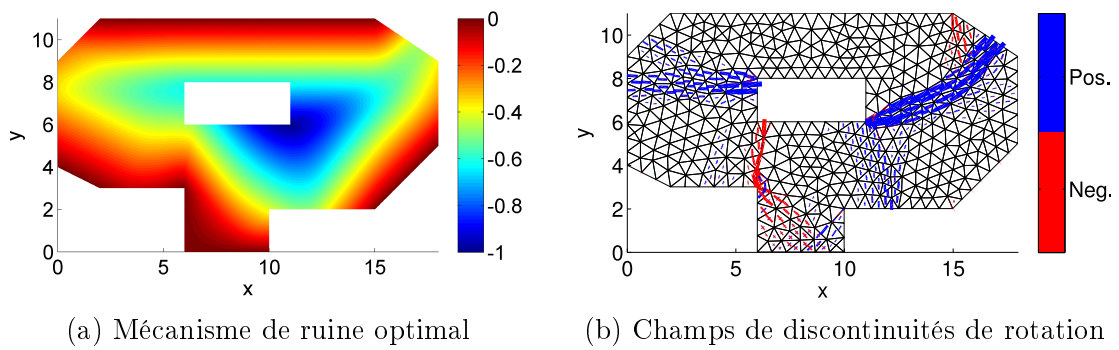 0
-0.2
-0.4
-0.6
-0.8
-1
10
8
6
4
2
0
y
0 5 10 15
x
10
8
6
4
2
0
y
0 5 10 15
x
Pos.
Neg.
(a) Mécanisme de ruine optimal
(b) Champs de discontinuités de rotation